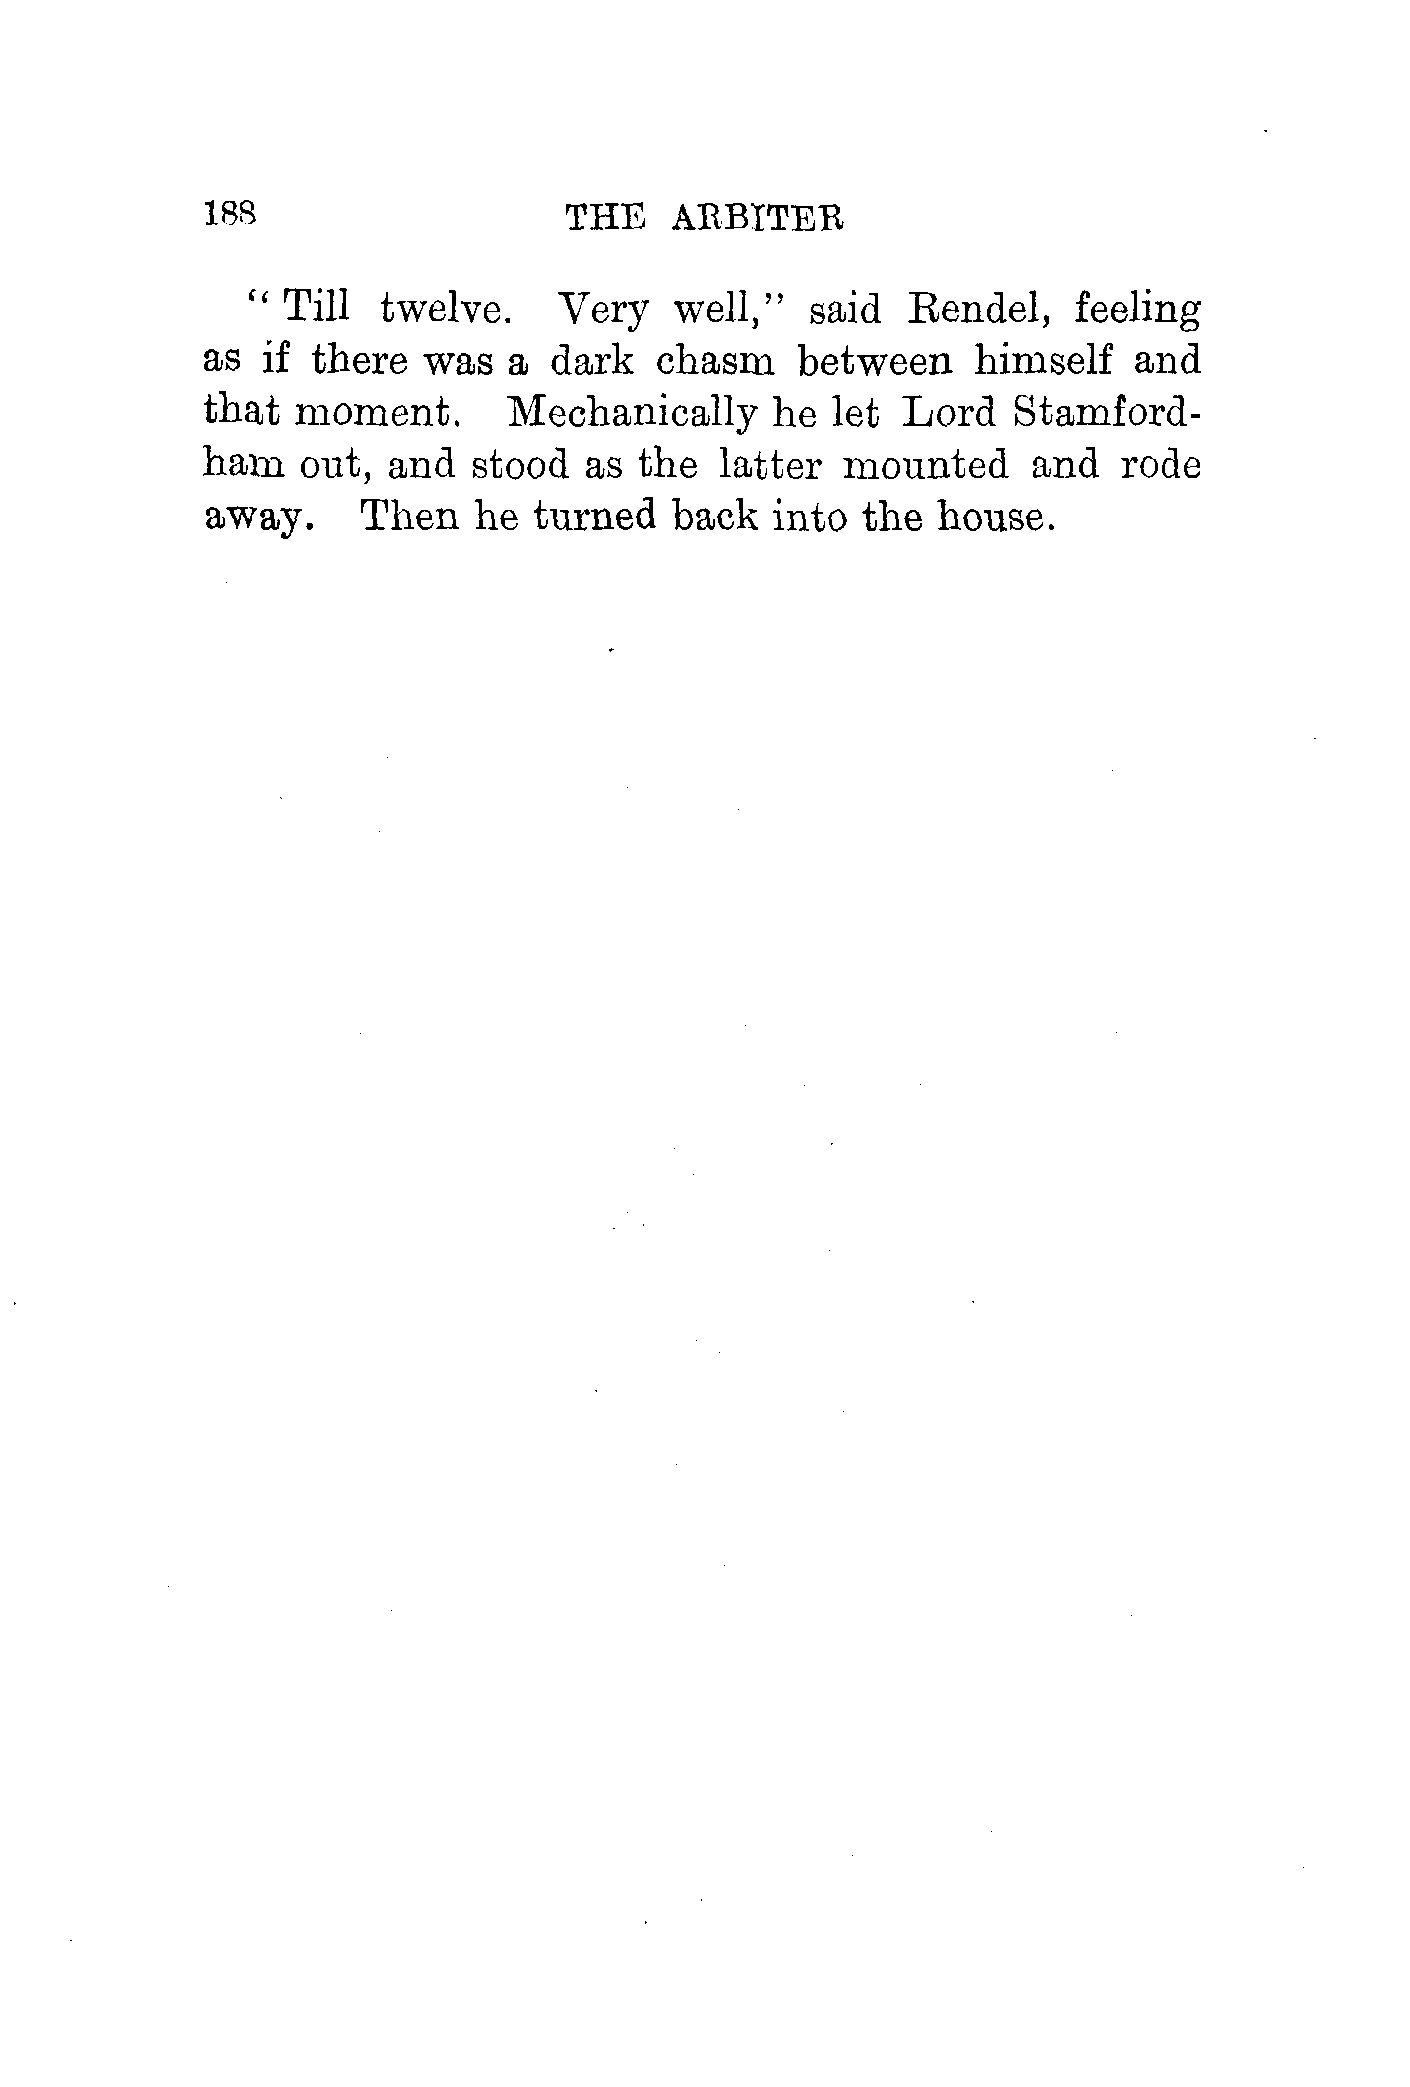 188 THE ARBITER
"Till twelve. Very well," said Rendel, feeling
as if there was a dark chasm between himself and
that moment. Mechanically he let Lord Stamford-
ham out, and stood as the latter mounted and rode
away. Then he turned back into the house.